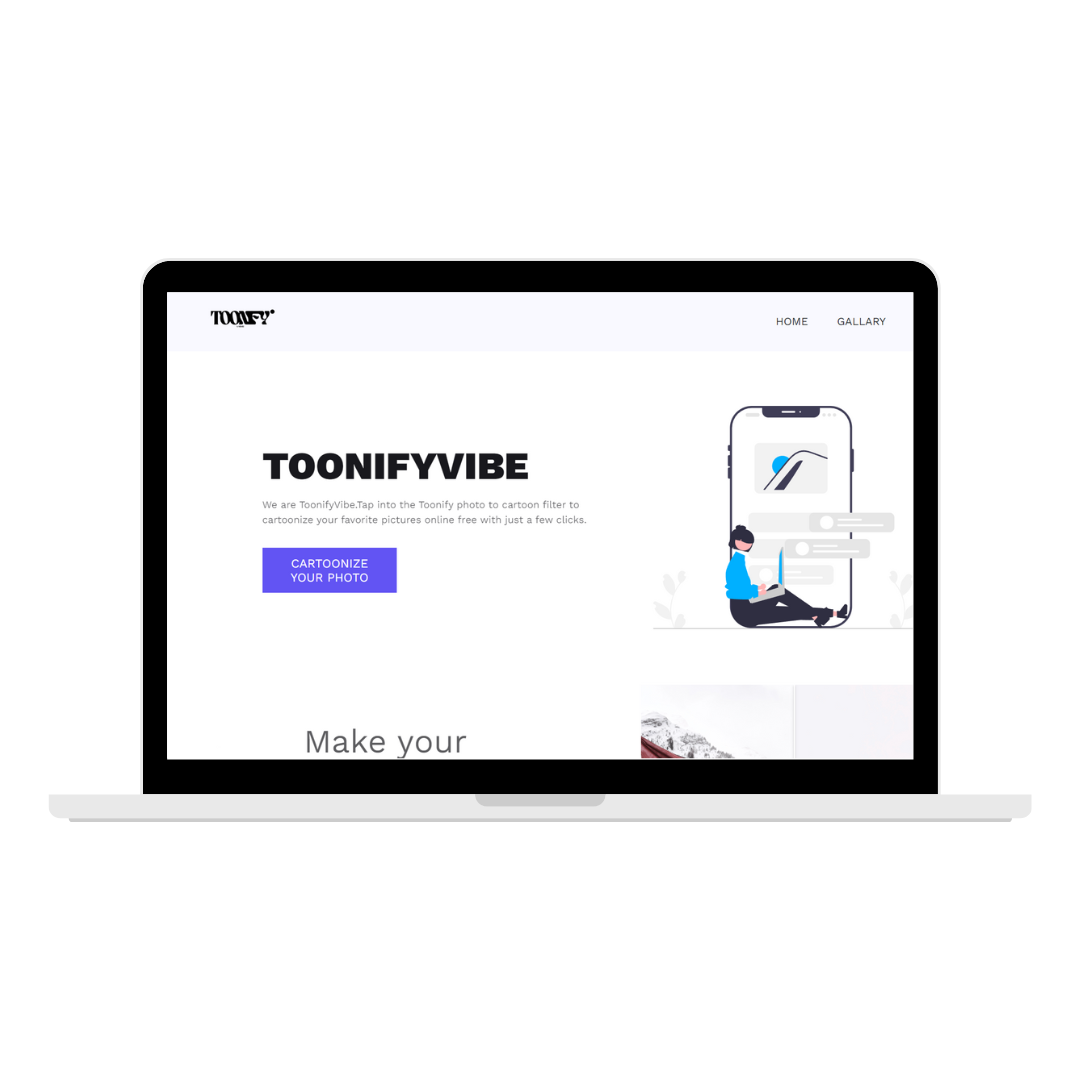 TOONIFY
HOME
GALLARY
TOONIFYVIBE
We are ToonifyVibe.Tap into the Toonify photo to cartoon filter to
cartoonize your favorite pictures online free with just a few clicks.
CARTOONIZE
YOUR PHOTO
Make your